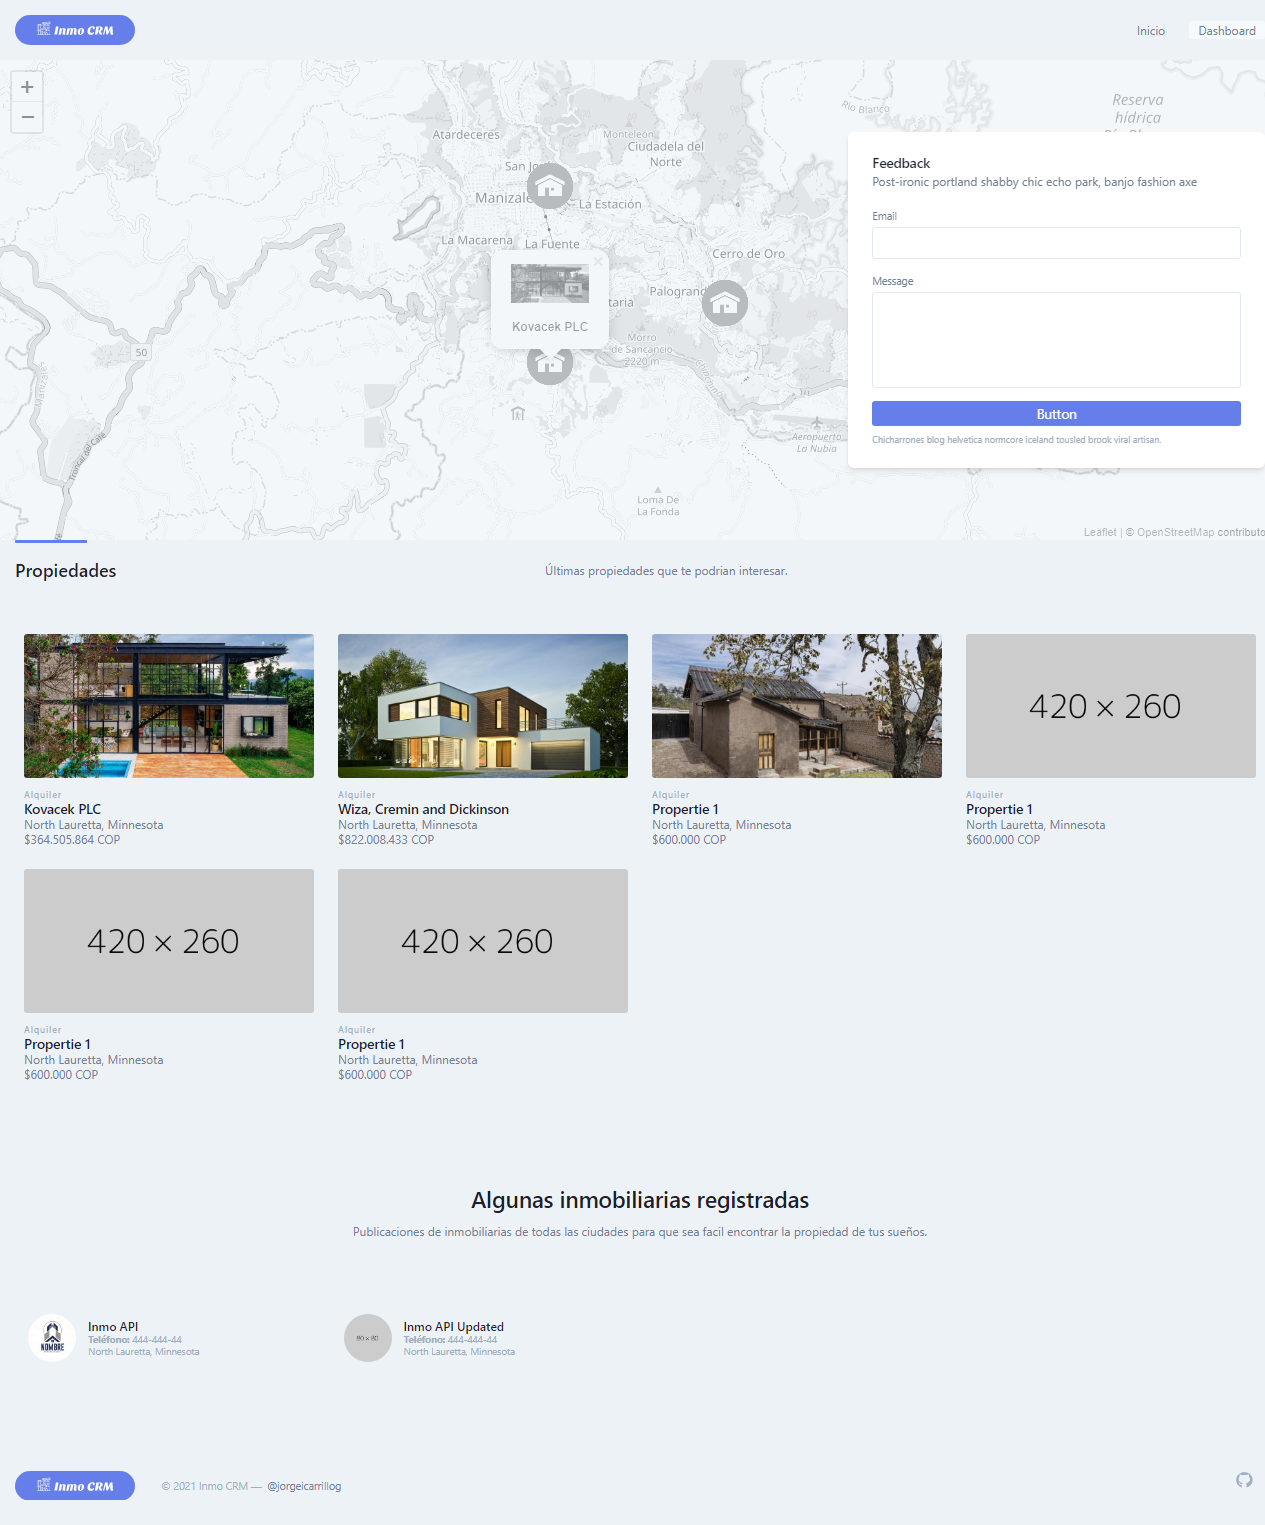 Inmo CRM
Inicio
Dashboard
+
−
Reserva
hídrica
Río Blanco
Atardeceres
Monteleón
Ciudadela del
Norte
San Jo
Manizale
La Estación
La Macarena
La Fuente
Cerro de Oro
×
Kovacek PLC
taria
Palogrand
Morro
de Sancancio
2220 m
50
Manizales
Troncal del Café
Aeropuerto
La Nubia
Loma De
La Fonda
Feedback
Post-ironic portland shabby chic echo park, banjo fashion axe
Email
Message
Button
Chicharrones blog helvetica normcore iceland tousled brook viral artisan.
Leaflet | © OpenStreetMap contributo
Propiedades
Últimas propiedades que te podrian interesar.
420 × 260
Alquiler
Kovacek PLC
North Lauretta, Minnesota
$364.505.864 COP
Alquiler
Wiza, Cremin and Dickinson
North Lauretta, Minnesota
$822.008.433 COP
Alquiler
Propertie 1
North Lauretta, Minnesota
$600.000 COP
Alquiler
Propertie 1
North Lauretta, Minnesota
$600.000 COP
420 × 260
420 × 260
Alquiler
Propertie 1
North Lauretta, Minnesota
$600.000 COP
Alquiler
Propertie 1
North Lauretta, Minnesota
$600.000 COP
Algunas inmobiliarias registradas
Publicaciones de inmobiliarias de todas las ciudades para que sea facil encontrar la propiedad de tus sueños.
NOMBRE
Inmo API
Teléfono: 444-444-44
North Lauretta, Minnesota
80 × 80
Inmo API Updated
Teléfono: 444-444-44
North Lauretta, Minnesota
Inmo CRM
© 2021 Inmo CRM — @jorgeicarrillog